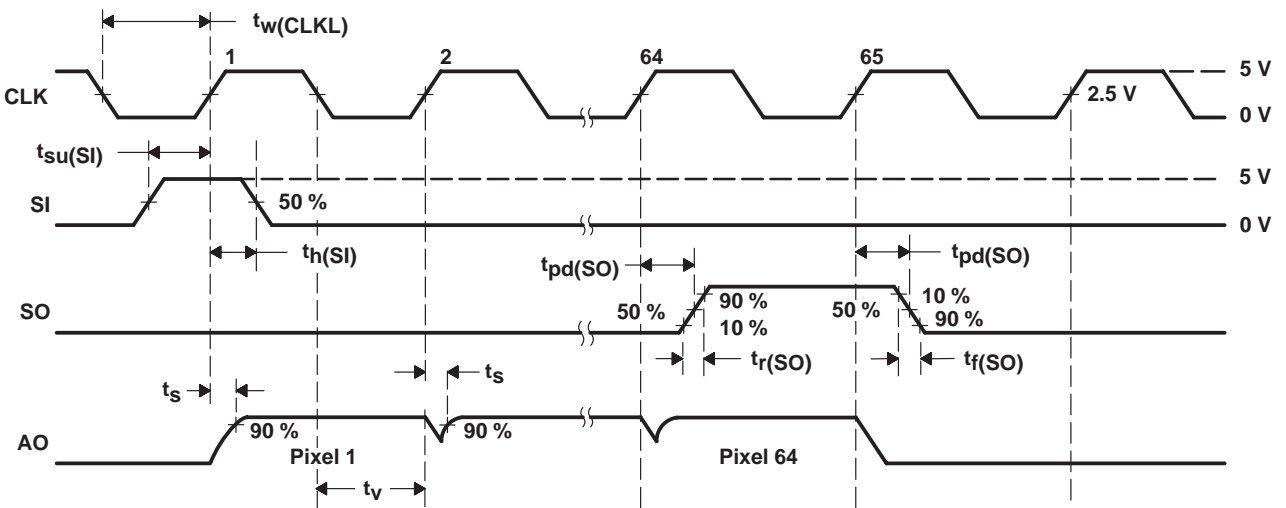 tw(CLKL)
1
2
64
65
5 V
CLK
2.5 V
0 V
tsu(SI)
5 V
SI
50 %
0 V
th(SI)
tpd(SO)
tpd(SO)
SO
50 %
90 %
10 %
50 %
10 %
90 %
tr(SO)
tf(SO)
ts
ts
AO
90 %
90 %
Pixel 1
Pixel 64
tv